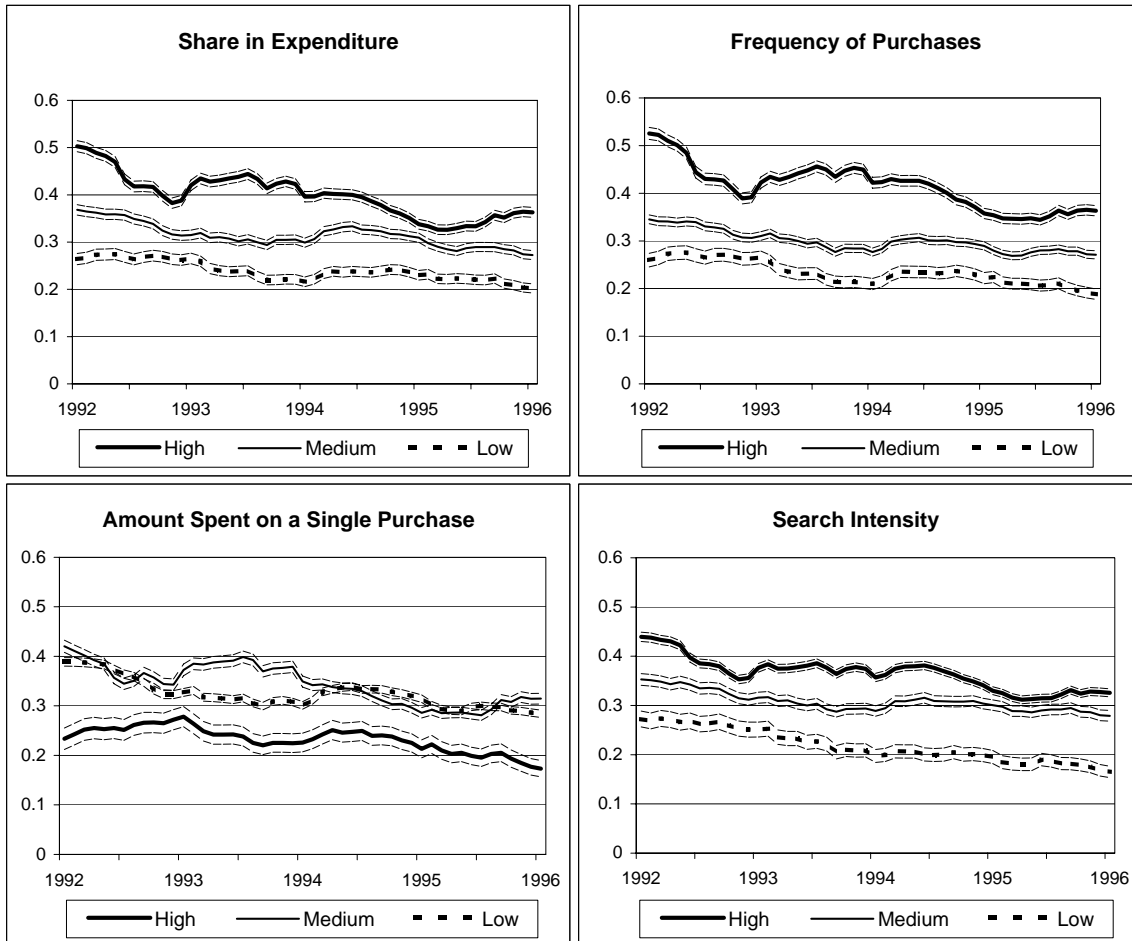 Share in Expenditure
0.6
0.5
0.4
0.3
0.2
0.1
0
1992 1993 1994 1995 1996
High Medium Low
Frequency of Purchases
0.6
0.5
0.4
0.3
0.2
0.1
0
1992 1993 1994 1995 1996
High Medium Low
Amount Spent on a Single Purchase
0.6
0.5
0.4
0.3
0.2
0.1
0
1992 1993 1994 1995 1996
High Medium Low
Search Intensity
0.6
0.5
0.4
0.3
0.2
0.1
0
1992 1993 1994 1995 1996
High Medium Low